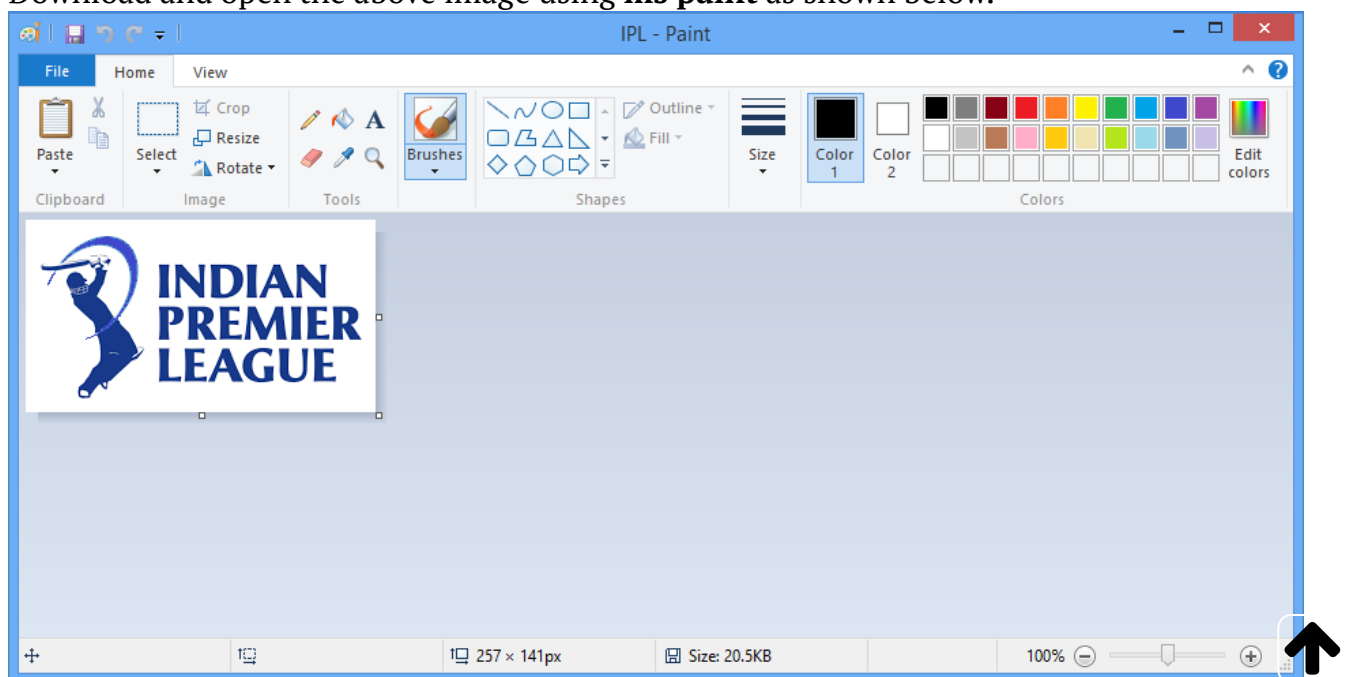 Download and open the above image using ms paint as shown below.
IPL - Paint
File Home View
Crop
Outline
Resize
Fill
Paste Select Rotate Brushes Size Color 1 Color 2 Edit colors
Clipboard Image Tools Shapes Colors
INDIAN
PREMIER
LEAGUE
257 × 141px Size: 20.5KB 100%